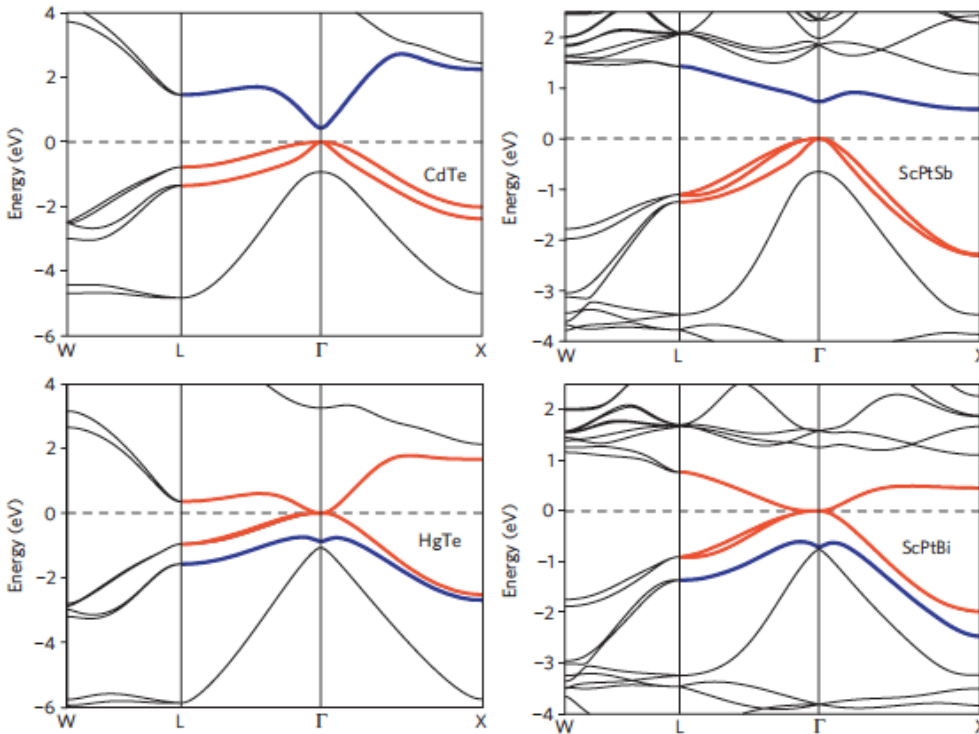 4
2
0
−2
−4
−6
Energy (eV)
CdTe
W L Γ X
2
1
0
−1
−2
−3
−4
Energy (eV)
ScPtSb
W L Γ X
4
2
0
−2
−4
−6
Energy (eV)
HgTe
W L Γ X
2
1
0
−1
−2
−3
−4
Energy (eV)
ScPtBi
W L Γ X